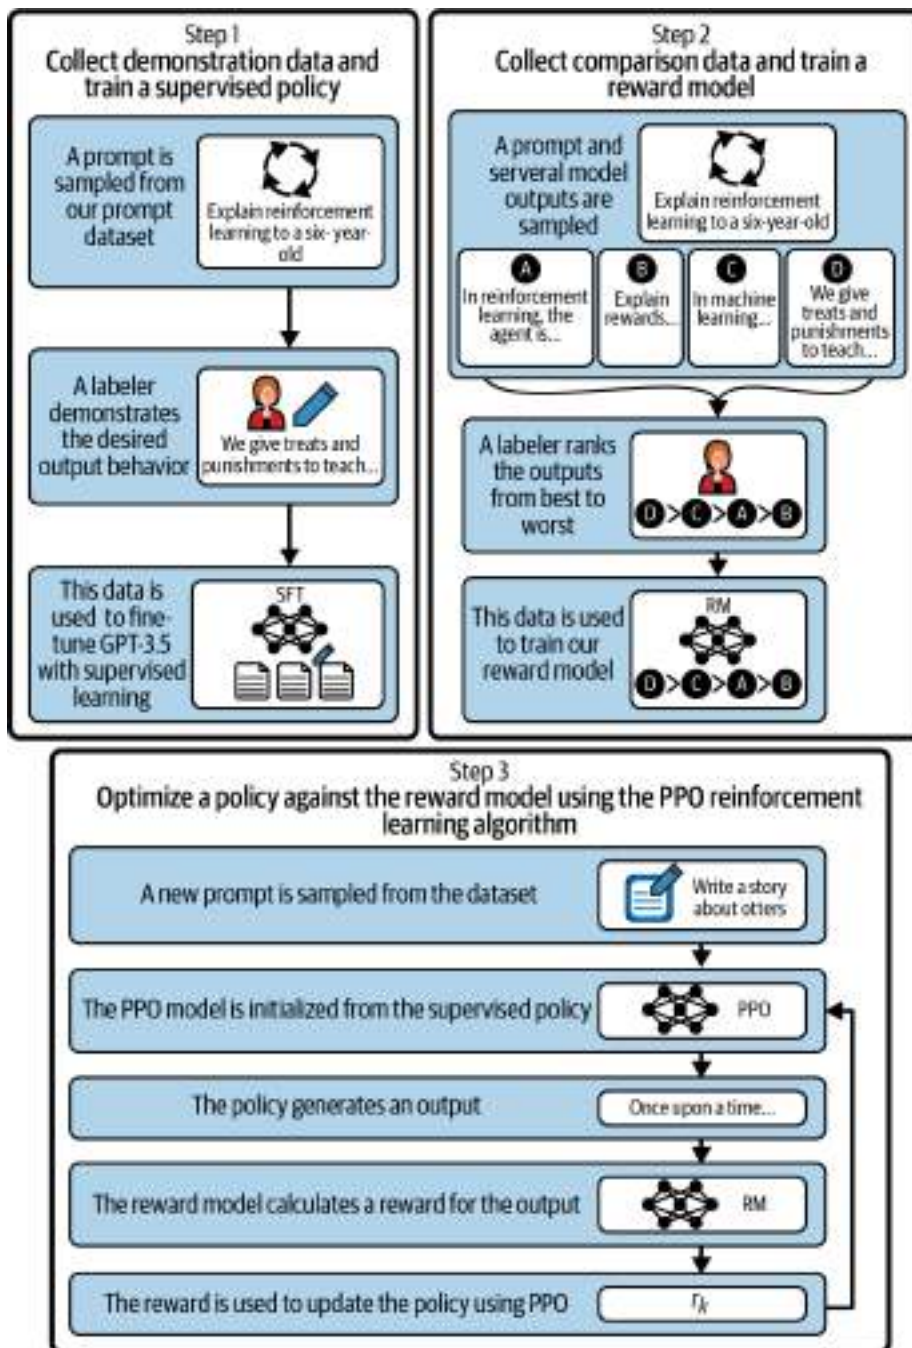 Step 1
Collect demonstration data and
train a supervised policy
A prompt is
sampled from
our prompt
dataset
Explain reinforcement
learning to a six-year-
old
A labeler
demonstrates
the desired
output behavior
We give treats and
punishments to teach...
This data is
used to fine-
tune GPT-3.5
with supervised
learning
SFT
Step 2
Collect comparison data and train a
reward model
A prompt and
serveral model
outputs are
sampled
Explain reinforcement
learning to a six-year-old
A
In reinforcement
learning, the
agent is...
B
Explain
rewards...
C
In machine
learning...
D
We give
treats and
punishments
to teach...
A labeler ranks
the outputs
from best to
worst
D>C>A>B
This data is used
to train our
reward model
RM
D>C>A>B
Step 3
Optimize a policy against the reward model using the PPO reinforcement
learning algorithm
A new prompt is sampled from the dataset
Write a story
about otters
The PPO model is initialized from the supervised policy
PPO
The policy generates an output
Once upon a time...
The reward model calculates a reward for the output
RM
The reward is used to update the policy using PPO
rk